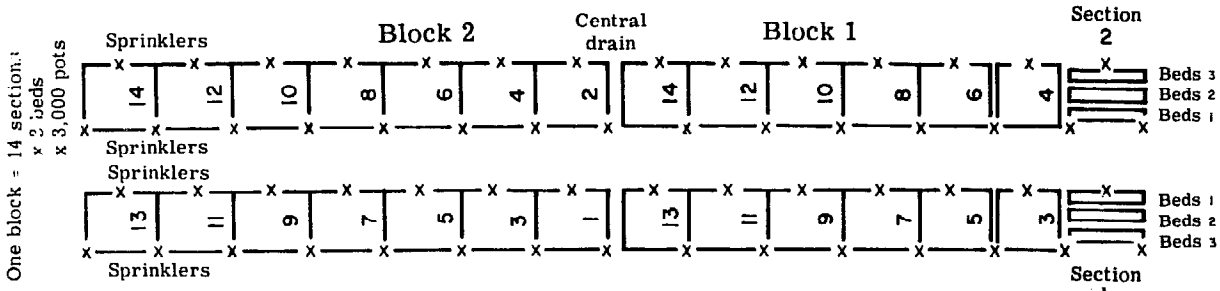 One block = 14 sections
x 3 beds
x 3,000 pots
Sprinklers
Block 2
Central
drain
Block 1
Section
2
14
12
10
8
6
4
2
14
12
10
8
6
4
Beds 3
Beds 2
Beds 1
Sprinklers
Sprinklers
13
11
9
7
5
3
1
13
11
9
7
5
3
Beds 1
Beds 2
Beds 3
Sprinklers
Section